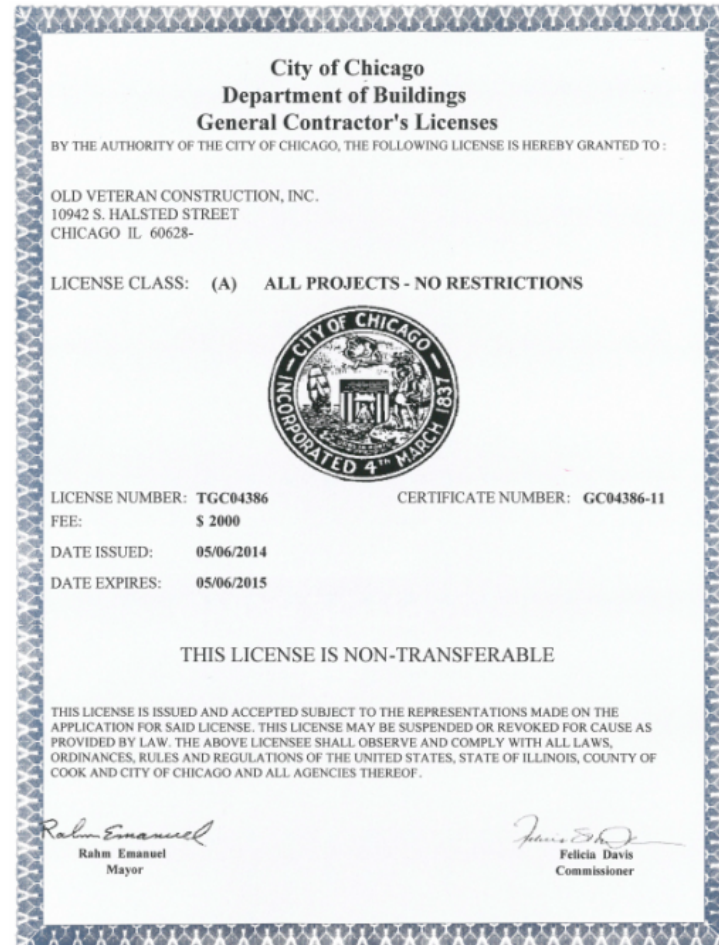 City of Chicago
Department of Buildings
General Contractor's Licenses
BY THE AUTHORITY OF THE CITY OF CHICAGO, THE FOLLOWING LICENSE IS HEREBY GRANTED TO :
OLD VETERAN CONSTRUCTION, INC.
10942 S. HALSTED STREET
CHICAGO IL 60628-
LICENSE CLASS: (A) ALL PROJECTS - NO RESTRICTIONS
CITY OF CHICAGO
INCORPORATED 4TH MARCH 1837
LICENSE NUMBER: TGC04386 CERTIFICATE NUMBER: GC04386-11
FEE: $ 2000
DATE ISSUED: 05/06/2014
DATE EXPIRES: 05/06/2015
THIS LICENSE IS NON-TRANSFERABLE
THIS LICENSE IS ISSUED AND ACCEPTED SUBJECT TO THE REPRESENTATIONS MADE ON THE
APPLICATION FOR SAID LICENSE. THIS LICENSE MAY BE SUSPENDED OR REVOKED FOR CAUSE AS
PROVIDED BY LAW. THE ABOVE LICENSEE SHALL OBSERVE AND COMPLY WITH ALL LAWS,
ORDINANCES, RULES AND REGULATIONS OF THE UNITED STATES, STATE OF ILLINOIS, COUNTY OF
COOK AND CITY OF CHICAGO AND ALL AGENCIES THEREOF.
Rahm Emanuel
Rahm Emanuel
Mayor
Felicia Davis
Commissioner